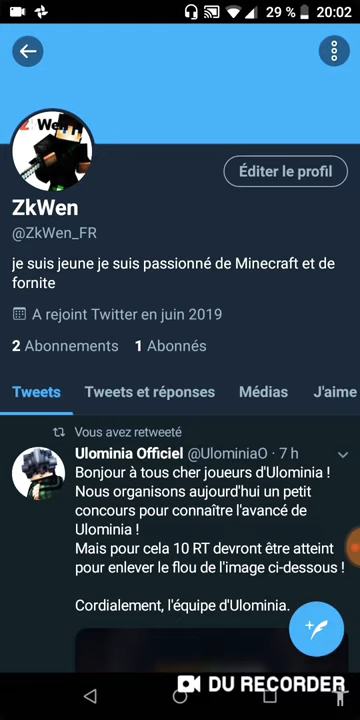 29 % 20:02
Z Wen
Éditer le profil
ZkWen
@ZkWen_FR
je suis jeune je suis passionné de Minecraft et de
fornite
A rejoint Twitter en juin 2019
2 Abonnements 1 Abonnés
Tweets Tweets et réponses Médias J'aime
Vous avez retweeté
Ulominia Officiel @UlominiaO · 7 h
Bonjour à tous cher joueurs d'Ulominia !
Nous organisons aujourd'hui un petit
concours pour connaître l'avancé de
Ulominia !
Mais pour cela 10 RT devront être atteint
pour enlever le flou de l'image ci-dessous !
Cordialement, l'équipe d'Ulominia.
DU RECORDER